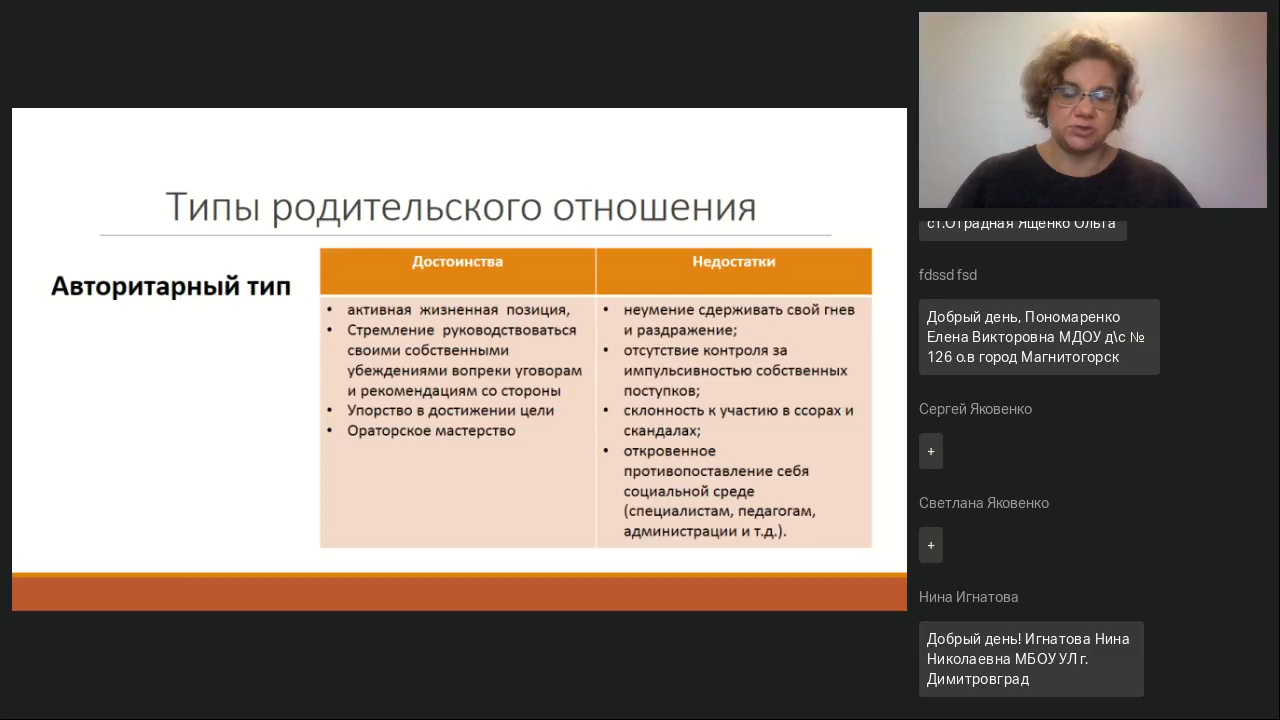 Типы родительского отношения
Авторитарный тип
Достоинства
Недостатки
• активная жизненная позиция,
• Стремление руководствоваться
своими собственными
убеждениями вопреки уговорам
и рекомендациям со стороны
• Упорство в достижении цели
• Ораторское мастерство
• неумение сдерживать свой гнев
и раздражение;
• отсутствие контроля за
импульсивностью собственных
поступков;
• склонность к участию в ссорах и
скандалах;
• откровенное
противопоставление себя
социальной среде
(специалистам, педагогам,
администрации и т.д.).
ст.Отрадная Ященко Ольга
fdssd fsd
Добрый день, Пономаренко
Елена Викторовна МДОУ д\с №
126 о.в город Магнитогорск
Сергей Яковенко
+
Светлана Яковенко
+
Нина Игнатова
Добрый день! Игнатова Нина
Николаевна МБОУ УЛ г.
Димитровград